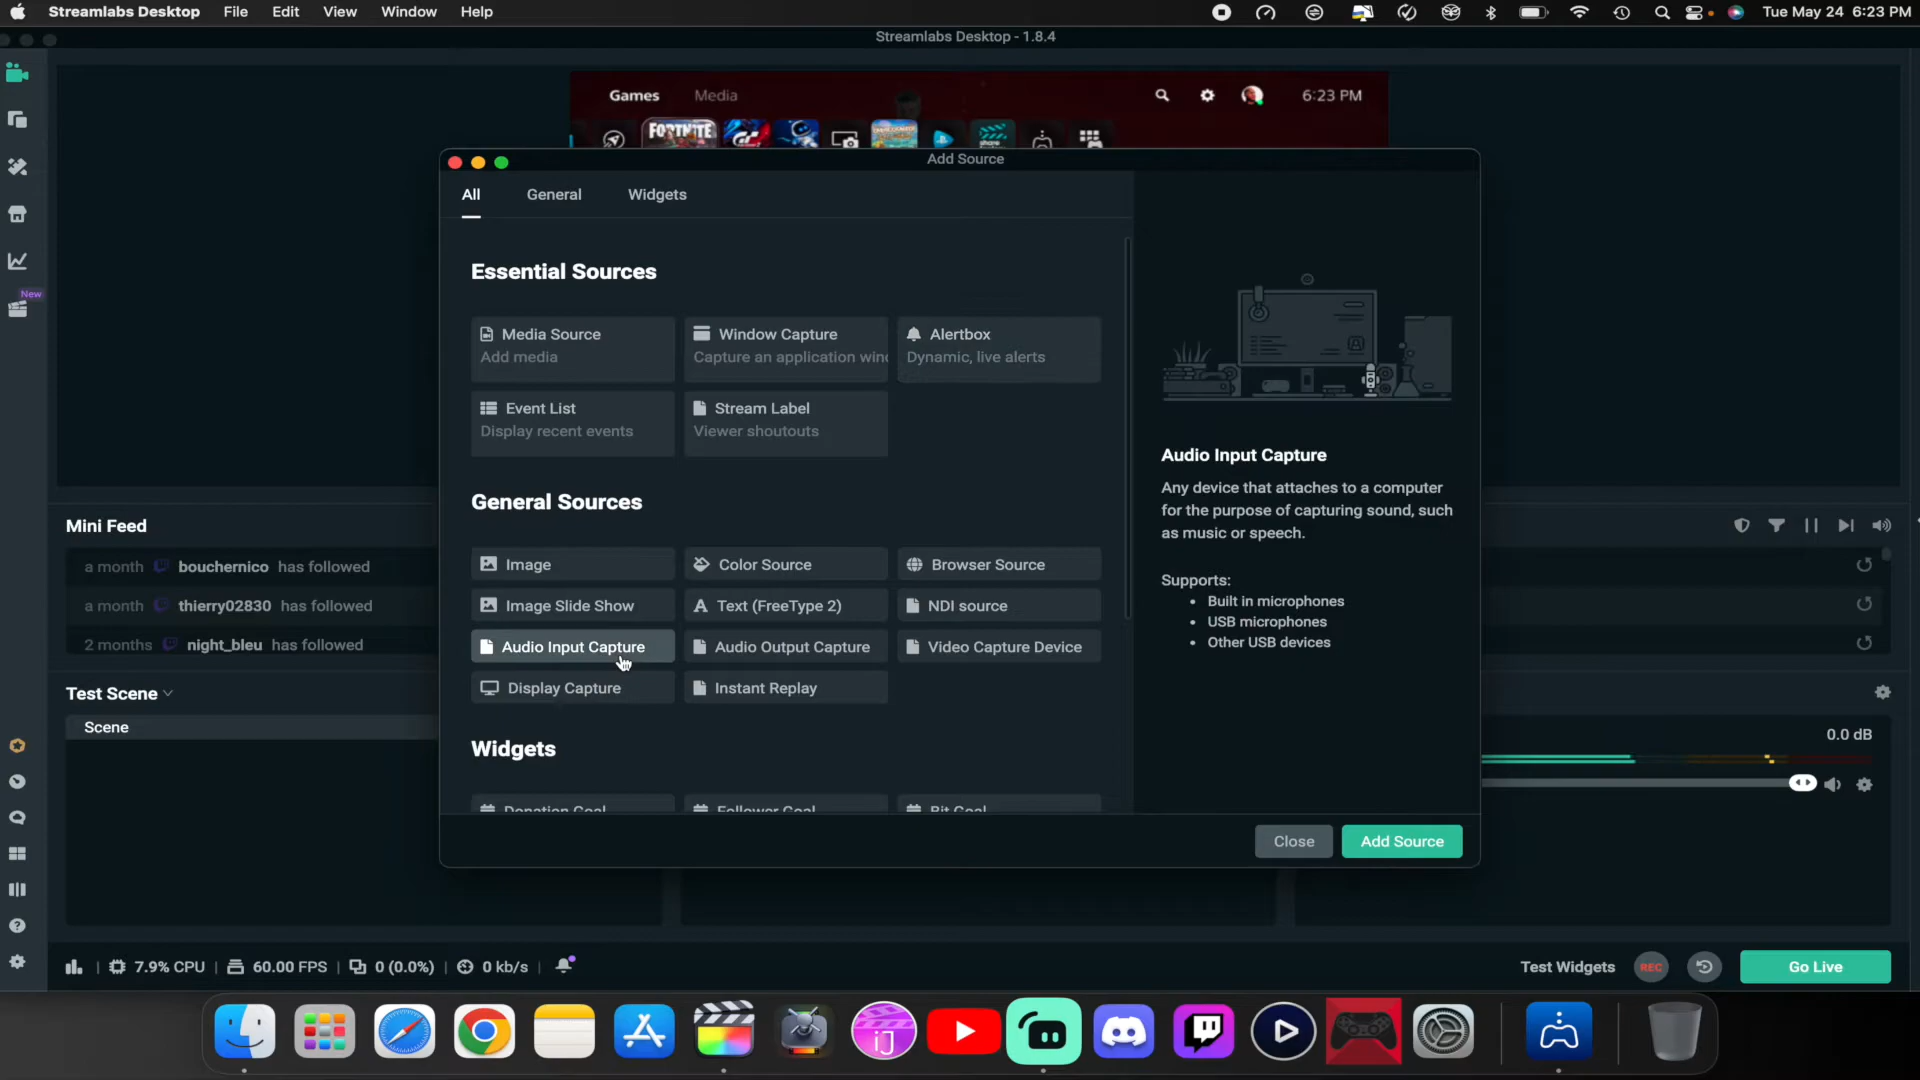 Streamlabs Desktop File Edit View Window Help Tue May 24 6:23 PM
Streamlabs Desktop - 1.8.4
Games Media 6:23 PM
FORTNITE
Add Source
All General Widgets
Essential Sources
Media Source
Add media
Window Capture
Capture an application wind
Alertbox
Dynamic, live alerts
Event List
Display recent events
Stream Label
Viewer shoutouts
General Sources
Image Color Source Browser Source
Image Slide Show Text (FreeType 2) NDI source
Audio Input Capture Audio Output Capture Video Capture Device
Display Capture Instant Replay
Widgets
Donation Goal Follower Goal Bit Goal
Audio Input Capture
Any device that attaches to a computer
for the purpose of capturing sound, such
as music or speech.
Supports:
• Built in microphones
• USB microphones
• Other USB devices
Close Add Source
New
Mini Feed
a month bouchernico has followed
a month thierry02830 has followed
2 months night_bleu has followed
Test Scene
Scene
0.0 dB
7.9% CPU 60.00 FPS 0 (0.0%) 0 kb/s
Test Widgets REC Go Live